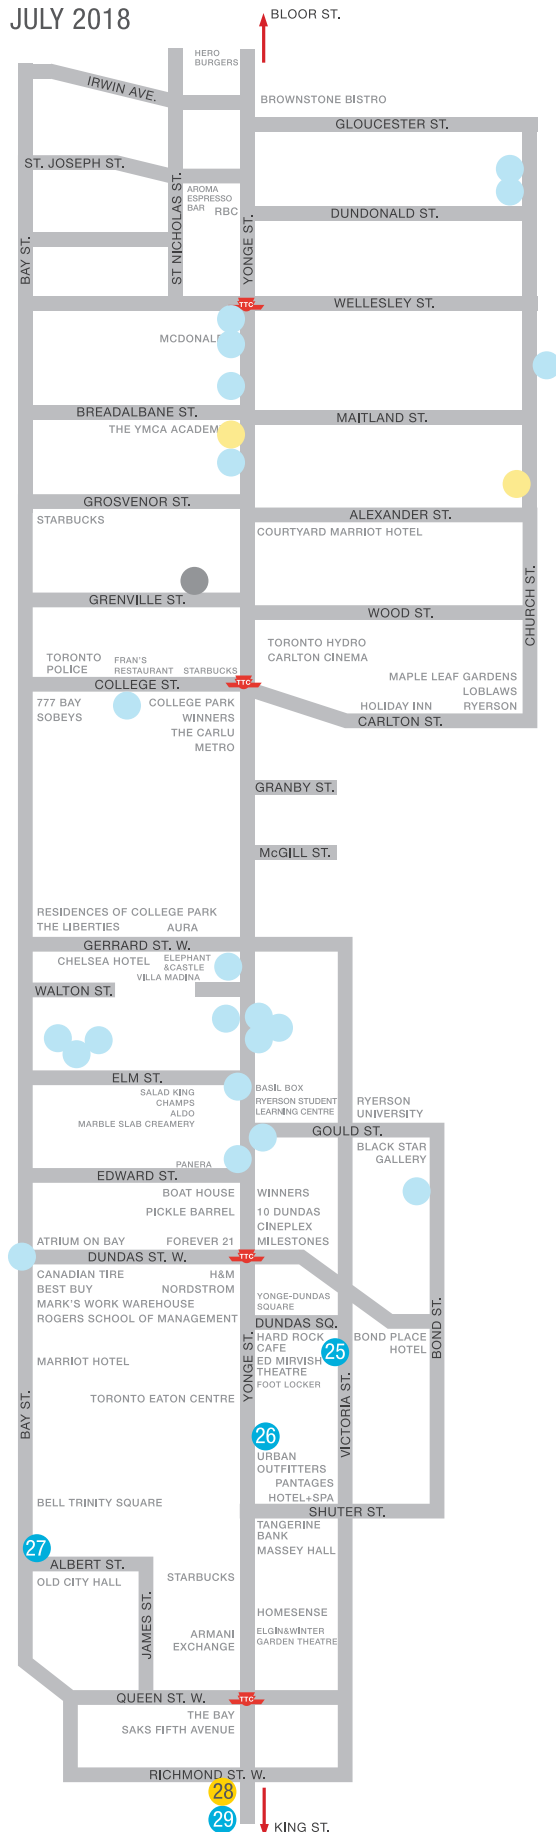 JULY 2018
BLOOR ST.
HERO
BURGERS
IRWIN AVE.
BROWNSTONE BISTRO
GLOUCESTER ST.
ST. JOSEPH ST.
ST NICHOLAS ST.
AROMA
ESPRESSO
BAR
RBC
DUNDONALD ST.
BAY ST.
YONGE ST.
TTC
WELLESLEY ST.
BREADALBANE ST.
MAITLAND ST.
THE YMCA
GROSVENOR ST.
STARBUCKS
ALEXANDER ST.
COURTYARD MARRIOT HOTEL
CHURCH ST.
GRENVILLE ST.
WOOD ST.
TORONTO HYDRO
CARLTON CINEMA
TORONTO
POLICE
FRAN'S
RESTAURANT
STARBUCKS
MAPLE LEAF GARDENS
LOBLAWS
RYERSON
HOLIDAY INN
COLLEGE ST.
TTC
777 BAY
SOBEYS
COLLEGE PARK
WINNERS
THE CARLU
METRO
CARLTON ST.
GRANBY ST.
McGILL ST.
RESIDENCES OF COLLEGE PARK
THE LIBERTIES
AURA
GERRARD ST. W.
CHELSEA HOTEL
ELEPHANT
&CASTLE
VILLA MADINA
WALTON ST.
ELM ST.
SALAD KING
CHAMPS
ALDO
MARBLE SLAB CREAMERY
BASIL BOX
RYERSON STUDENT
LEARNING CENTRE
RYERSON
UNIVERSITY
GOULD ST.
BLACK STAR
GALLERY
PANERA
EDWARD ST.
BOAT HOUSE
WINNERS
PICKLE BARREL
10 DUNDAS
CINEPLEX
MILESTONES
ATRIUM ON BAY
FOREVER 21
DUNDAS ST. W.
TTC
CANADIAN TIRE
BEST BUY
MARK'S WORK WAREHOUSE
ROGERS SCHOOL OF MANAGEMENT
H&M
NORDSTROM
YONGE-DUNDAS
SQUARE
DUNDAS SQ.
BOND ST.
HARD ROCK
CAFE
ED MIRVISH
THEATRE
FOOT LOCKER
25
BOND PLACE
HOTEL
YONGE ST.
MARRIOT HOTEL
BAY ST.
VICTORIA ST.
TORONTO EATON CENTRE
26
URBAN
OUTFITTERS
PANTAGES
HOTEL+SPA
BELL TRINITY SQUARE
SHUTER ST.
TANGERINE
BANK
MASSEY HALL
27
ALBERT ST.
OLD CITY HALL
STARBUCKS
JAMES ST.
HOMESENSE
ARMANI
EXCHANGE
ELGIN&WINTER
GARDEN THEATRE
QUEEN ST. W.
TTC
THE BAY
SAKS FIFTH AVENUE
RICHMOND ST. W.
28
29
KING ST.